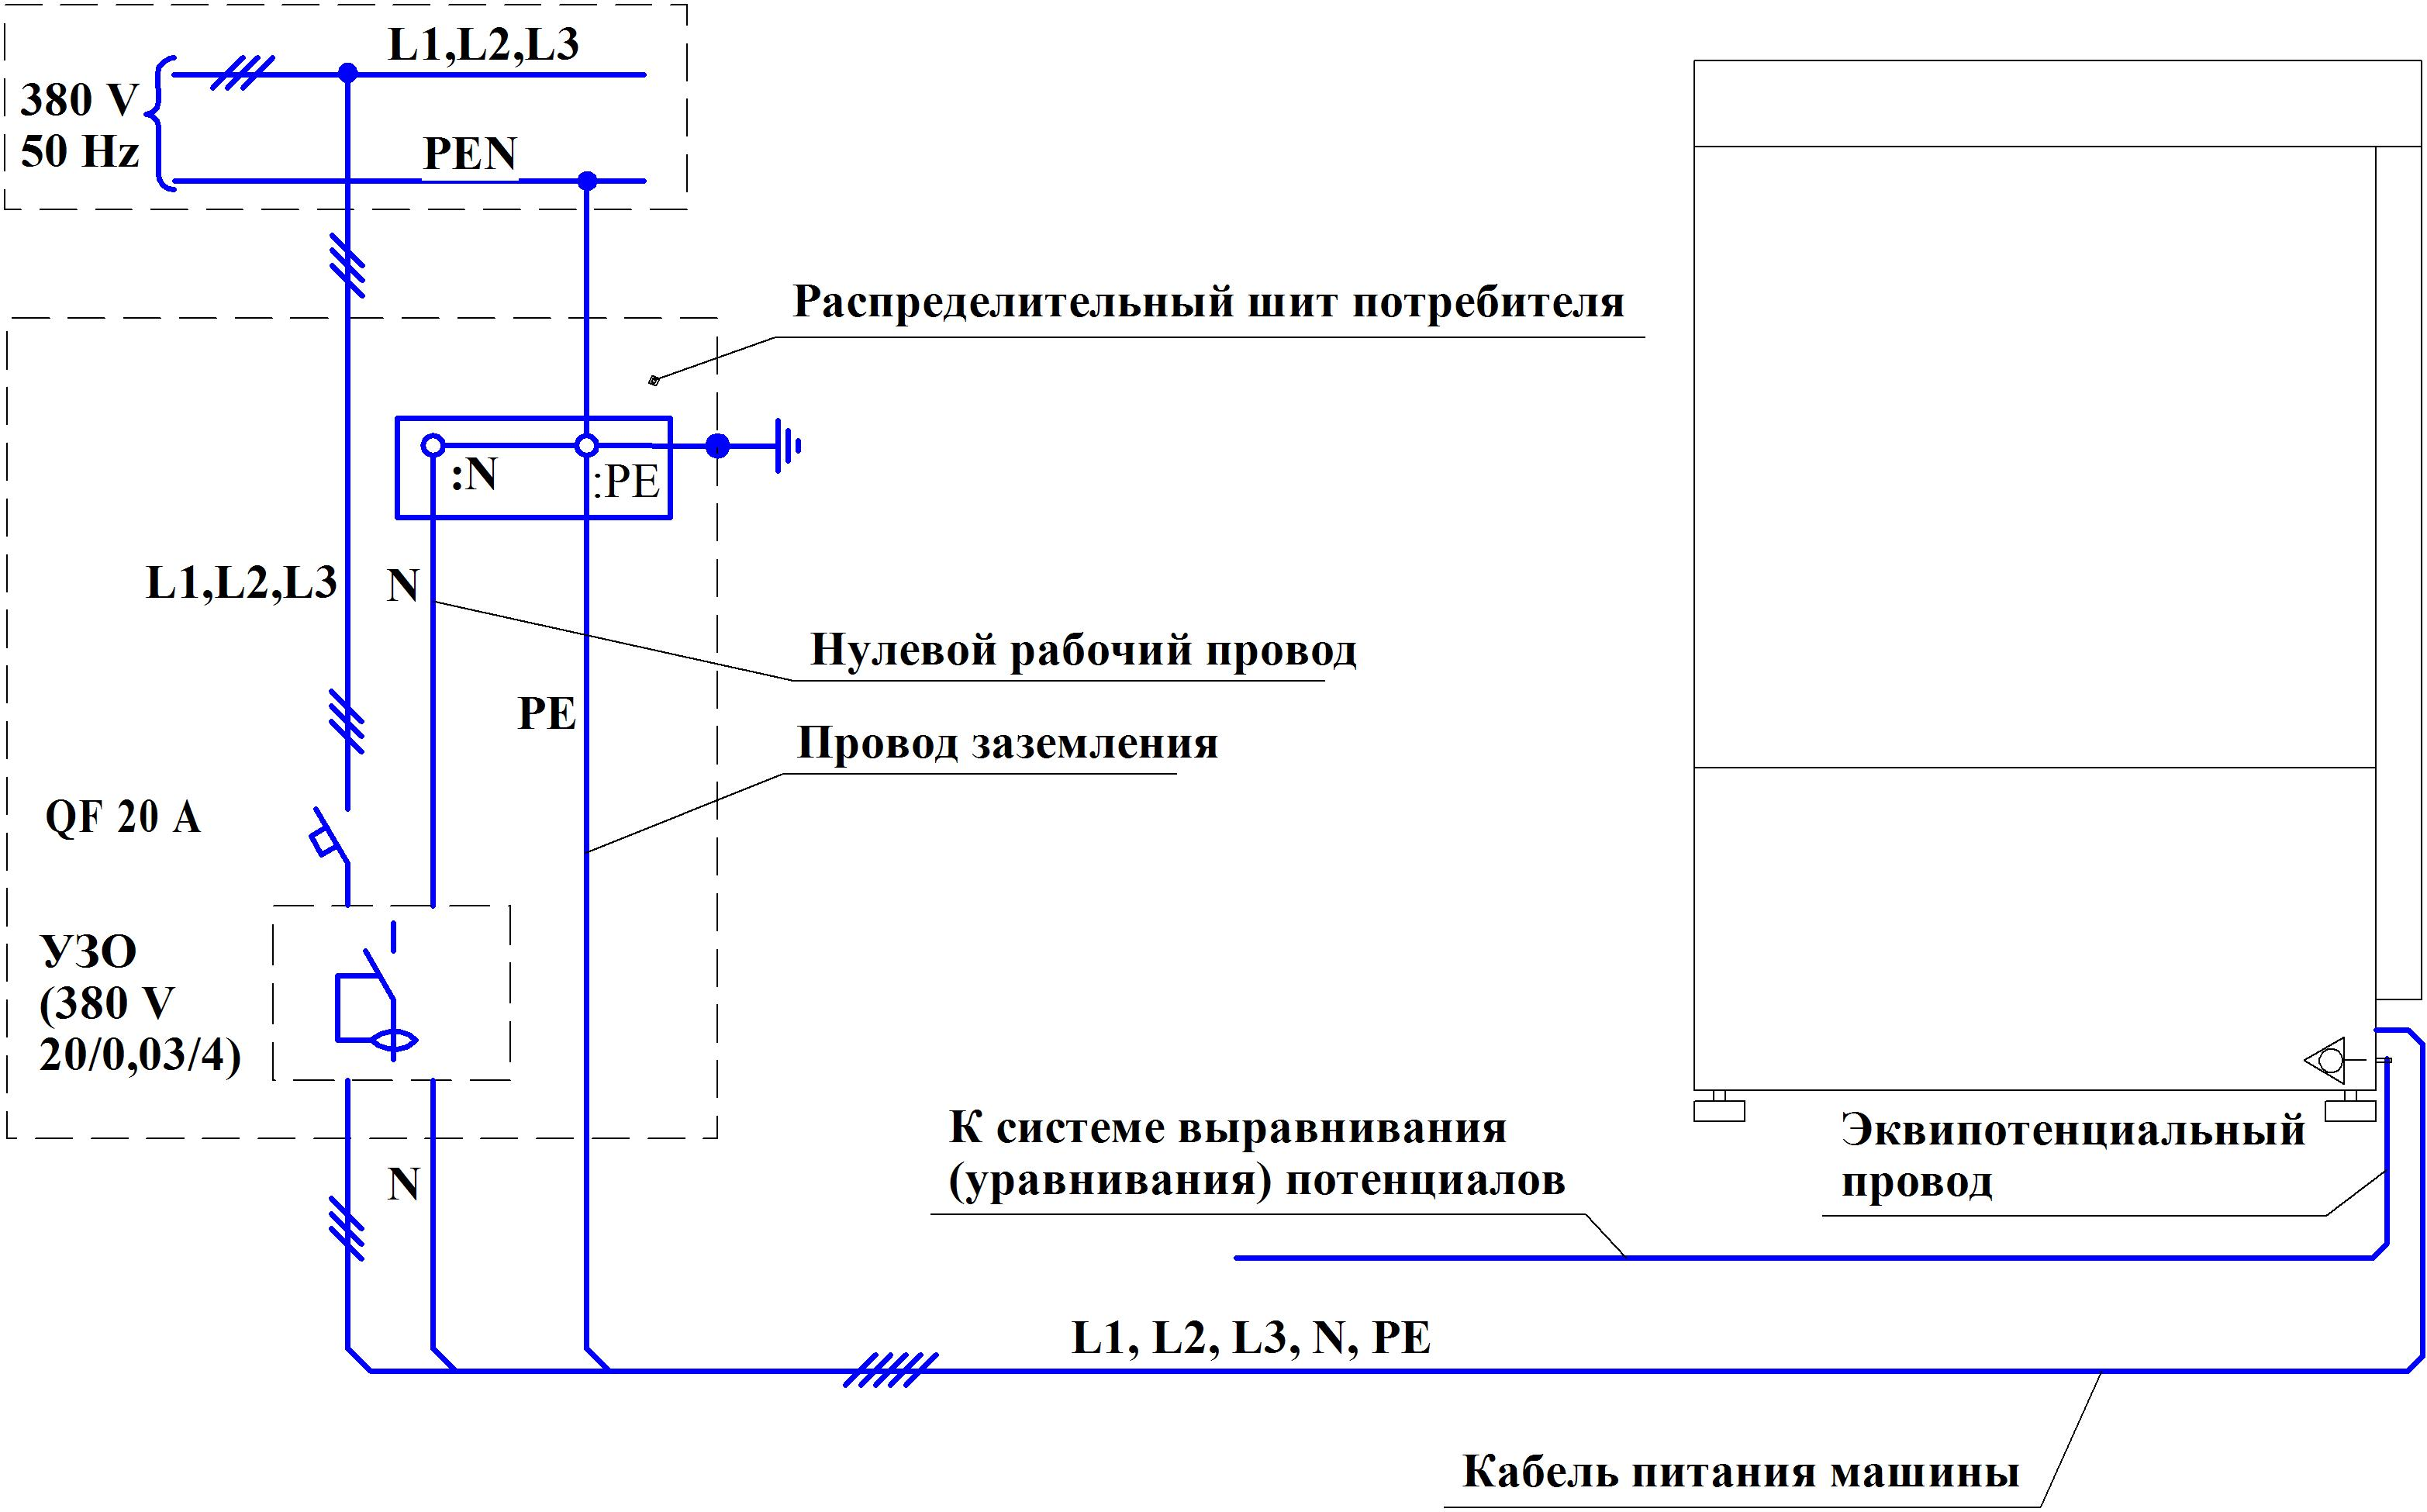 L1,L2,L3
380 V
50 Hz
PEN
Распределительный шит потребителя
:N
:PE
L1,L2,L3
N
Нулевой рабочий провод
PE
Провод заземления
QF 20 A
УЗО
(380 V
20/0,03/4)
К системе выравнивания
(уравнивания) потенциалов
Эквипотенциальный
провод
N
L1, L2, L3, N, PE
Кабель питания машины